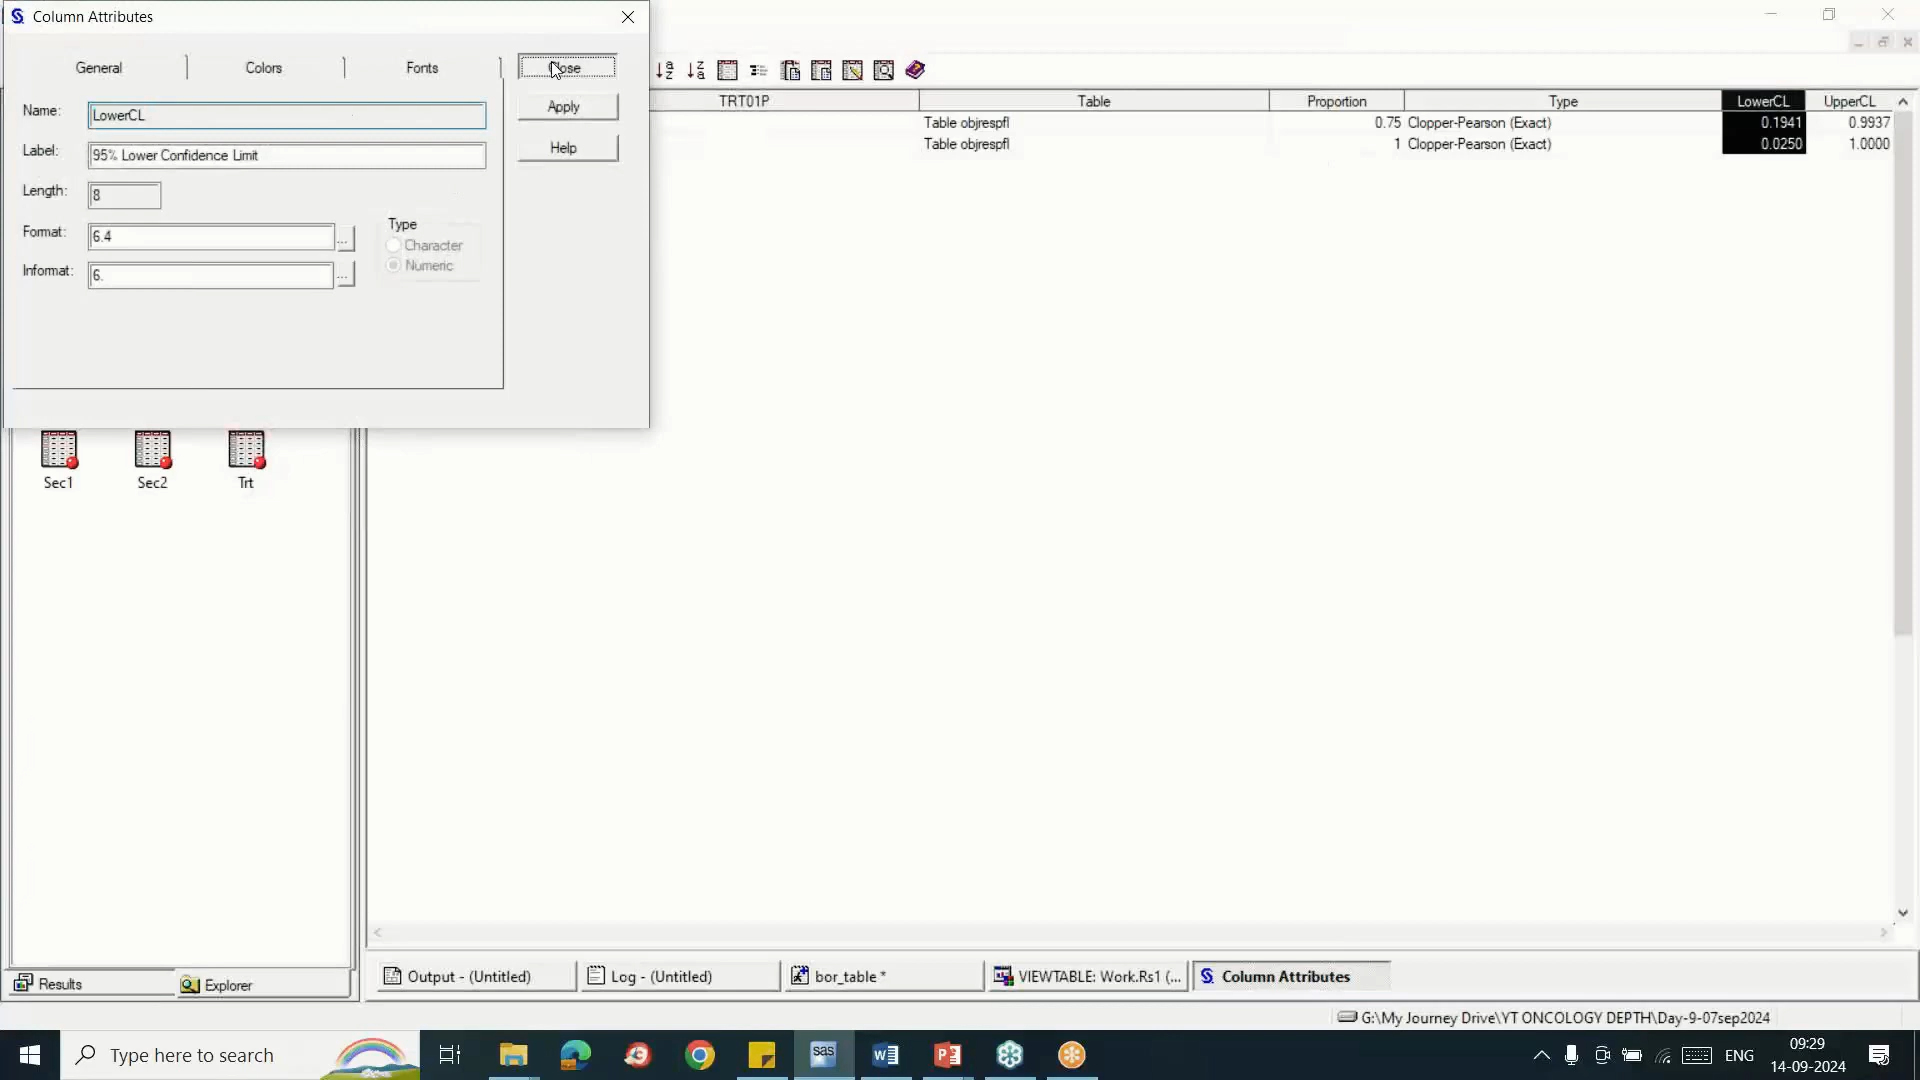 Column Attributes
General
Colors
Fonts
Close
Name:
LowerCL
Apply
Label:
95% Lower Confidence Limit
Help
Length:
8
Format:
6.4
...
Type
Character
Numeric
Informat:
6.
...
TRT01P
Table
Proportion
Type
LowerCL
UpperCL
Table objrespfl
0.75
Clopper-Pearson (Exact)
0.1941
0.9937
Table objrespfl
1
Clopper-Pearson (Exact)
0.0250
1.0000
Sec1
Sec2
Trt
Results
Explorer
Output - (Untitled)
Log - (Untitled)
bor_table *
VIEWTABLE: Work.Rs1 (...
Column Attributes
G:\My Journey Drive\YT ONCOLOGY DEPTH\Day-9-07sep2024
Type here to search
sas
ENG
09:29
14-09-2024